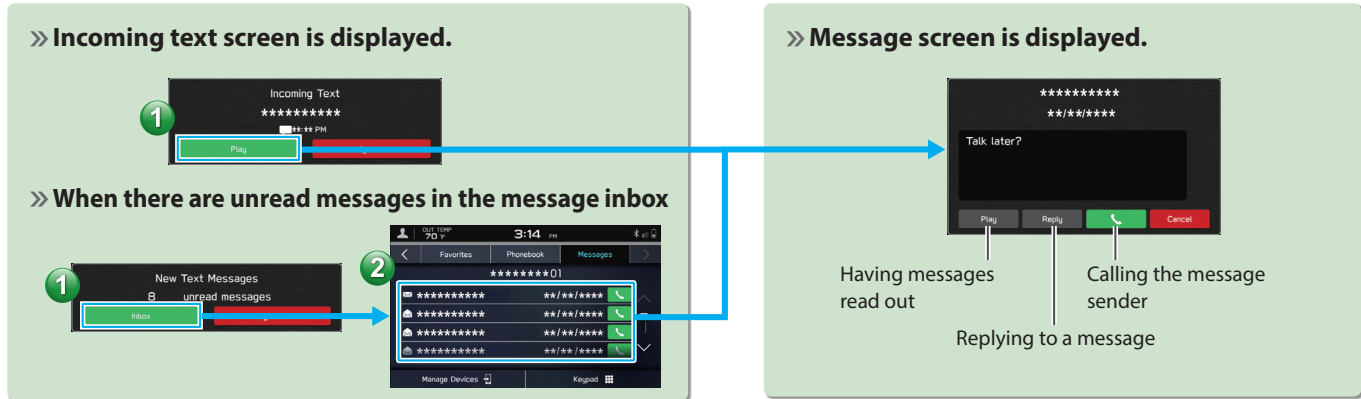 » Incoming text screen is displayed.
Incoming Text
**********
**:** PM
1
Play
» When there are unread messages in the message inbox
New Text Messages
8 unread messages
1
Inbox
OUT TEMP
70 °F
3:14 PM
Favorites Phonebook Messages
********01
2
********** **/**/****
********** **/**/****
********** **/**/****
********** **/**/****
Manage Devices Keypad
» Message screen is displayed.
**********
**/**/****
Talk later?
Play Reply Cancel
Having messages
read out
Calling the message
sender
Replying to a message